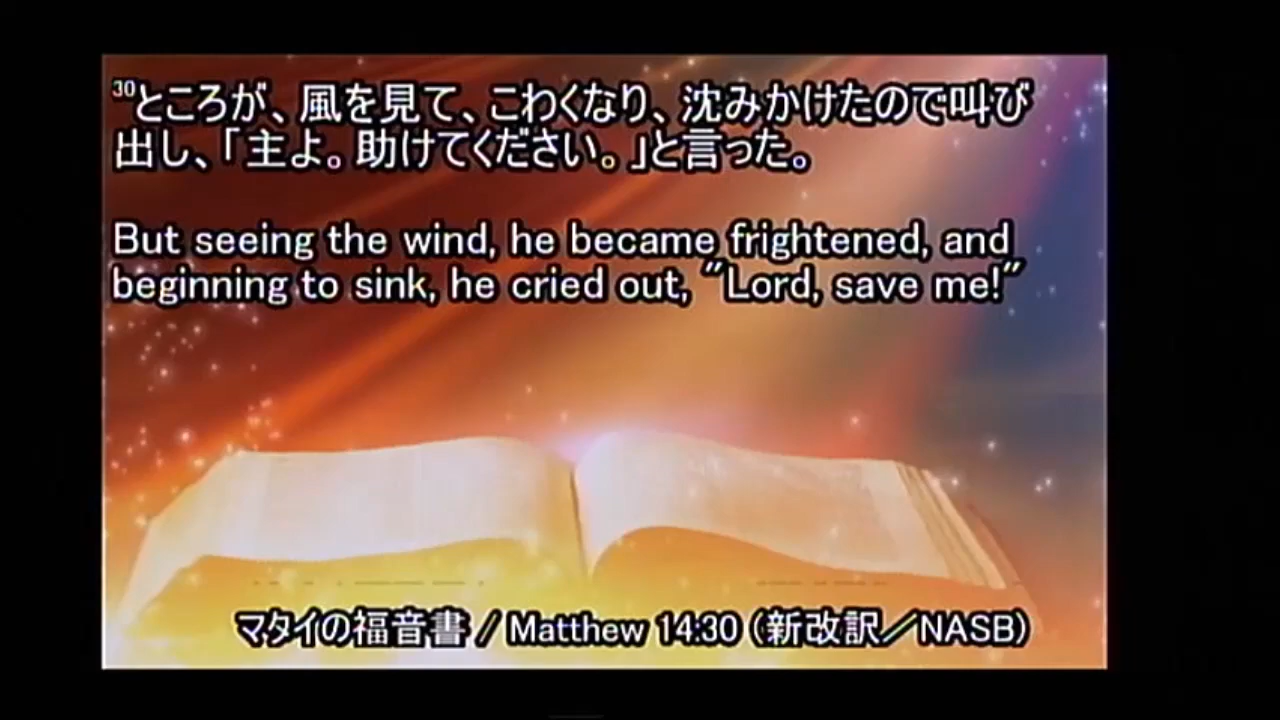 30ところが、風を見て、こわくなり、沈みかけたので叫び
出し、「主よ。助けてください。」と言った。
But seeing the wind, he became frightened, and
beginning to sink, he cried out, "Lord, save me!"
マタイの福音書 / Matthew 14:30 (新改訳／NASB)